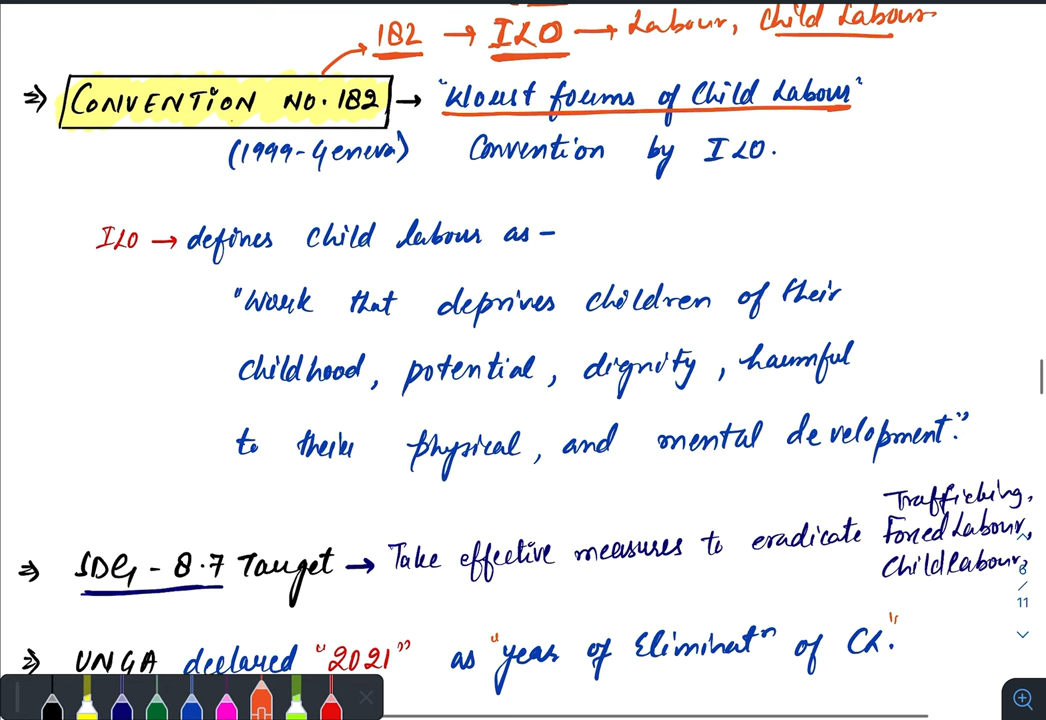 182 → ILO → Labour, Child Labour
⇒ CONVENTION NO. 182 → "Worst forms of Child Labour"
(1999-Geneva) Convention by ILO.
ILO → defines Child labour as -
"Work that deprives children of their
childhood, potential, dignity, harmful
to their physical, and mental development."
Trafficking,
⇒ SDG - 8.7 Target → Take effective measures to eradicate Forced Labour,
Child labour,
6
/
11
⇒ UNGA declared "2021" as "year of Eliminatn of CL."